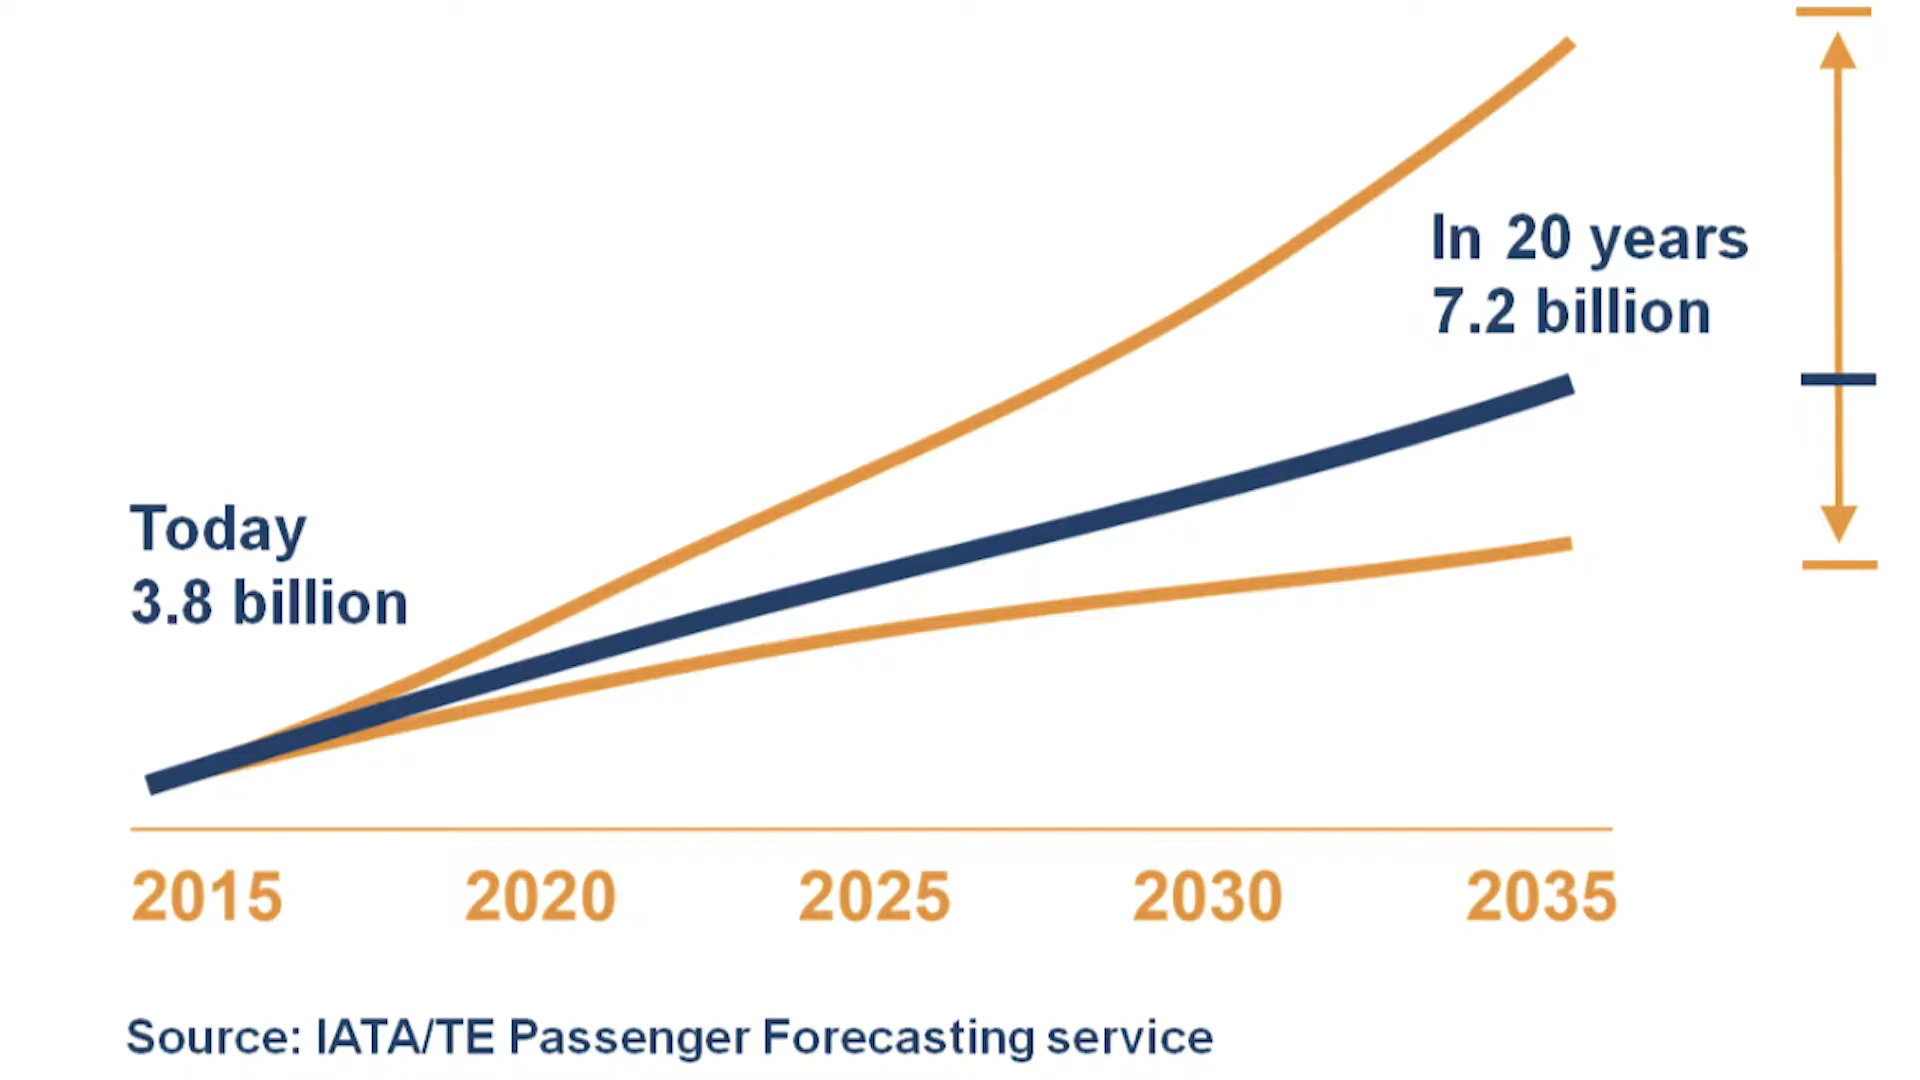 In 20 years
7.2 billion
Today
3.8 billion
2015 2020 2025 2030 2035
Source: IATA/TE Passenger Forecasting service